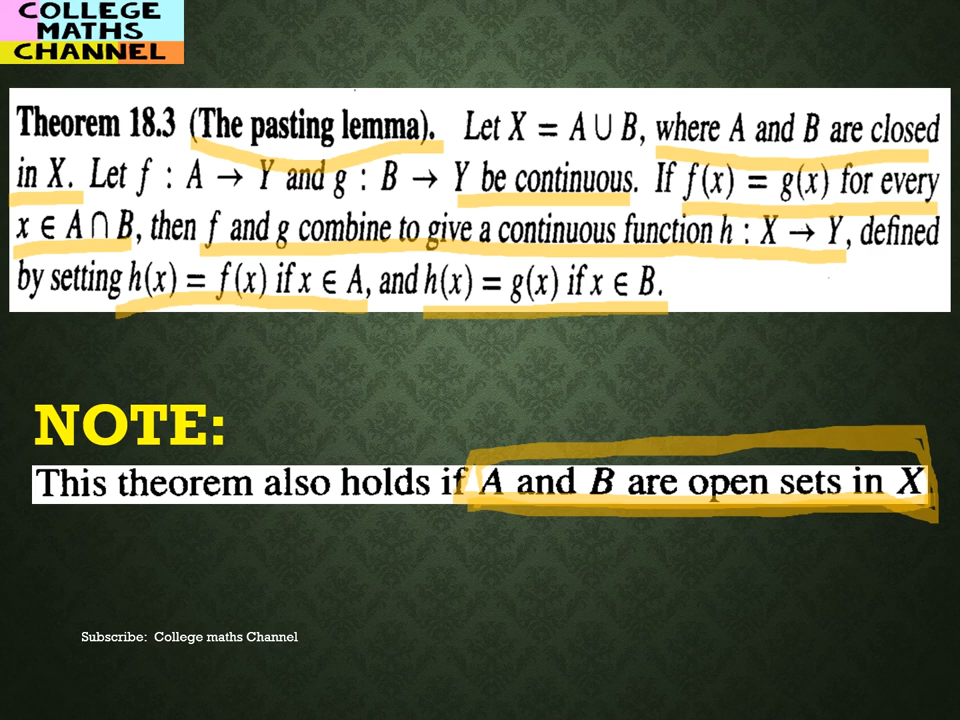 COLLEGE
MATHS
CHANNEL
Theorem 18.3 (The pasting lemma). Let X = A ∪ B, where A and B are closed
in X. Let f : A → Y and g : B → Y be continuous. If f(x) = g(x) for every
x ∈ A ∩ B, then f and g combine to give a continuous function h : X → Y, defined
by setting h(x) = f(x) if x ∈ A, and h(x) = g(x) if x ∈ B.
NOTE:
This theorem also holds if A and B are open sets in X
Subscribe: College maths Channel